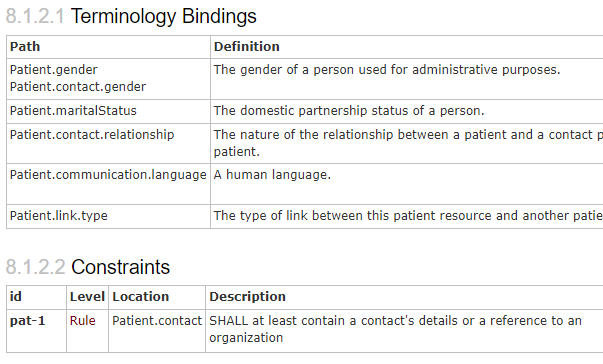 8.1.2.1 Terminology Bindings
Path Definition
Patient.gender The gender of a person used for administrative purposes.
Patient.contact.gender
Patient.maritalStatus The domestic partnership status of a person.
Patient.contact.relationship The nature of the relationship between a patient and a contact p
patient.
Patient.communication.language A human language.
Patient.link.type The type of link between this patient resource and another patie
8.1.2.2 Constraints
id Level Location Description
pat-1 Rule Patient.contact SHALL at least contain a contact's details or a reference to an
organization